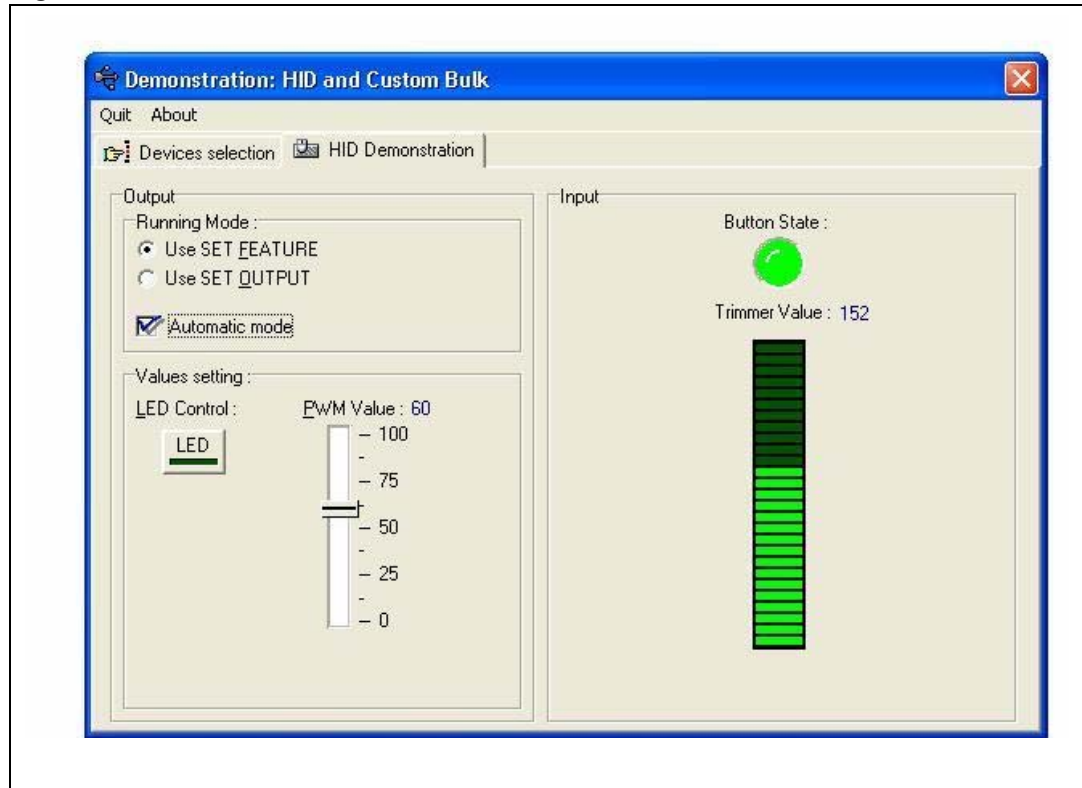 Demonstration: HID and Custom Bulk
Quit About
Devices selection
HID Demonstration
Output
Running Mode :
Use SET FEATURE
Use SET OUTPUT
Automatic mode
Values setting :
LED Control :
LED
PWM Value : 60
100
75
50
25
0
Input
Button State :
Trimmer Value : 152